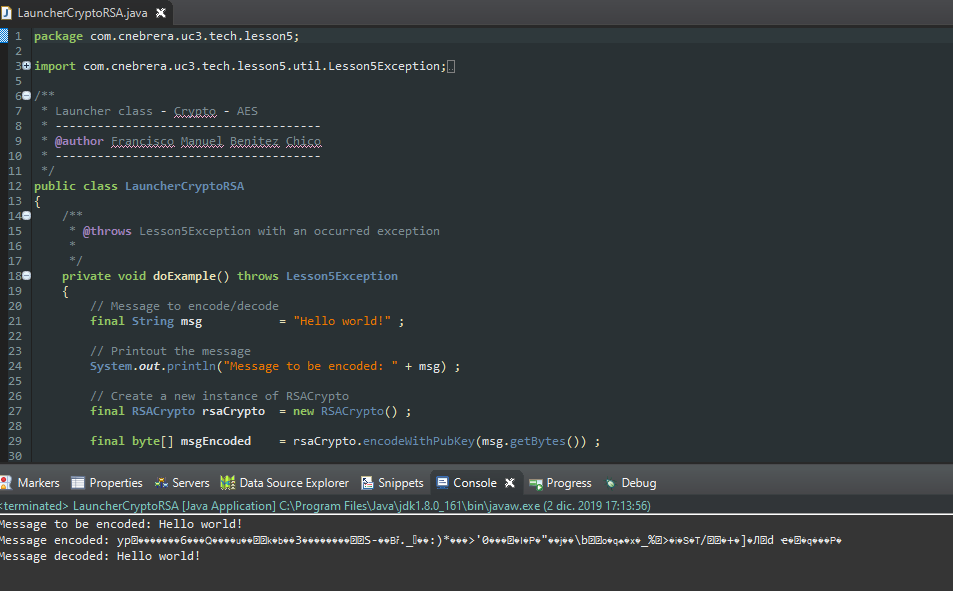 LauncherCryptoRSA.java
1 package com.cnebrera.uc3.tech.lesson5;
2
3 import com.cnebrera.uc3.tech.lesson5.util.Lesson5Exception;
5
6 /**
7 * Launcher class - Crypto - AES
8 * --------------------------------------
9 * @author Francisco Manuel Benitez Chico
10 * --------------------------------------
11 */
12 public class LauncherCryptoRSA
13 {
14 /**
15 * @throws Lesson5Exception with an occurred exception
16 *
17 */
18 private void doExample() throws Lesson5Exception
19 {
20 // Message to encode/decode
21 final String msg = "Hello world!" ;
22
23 // Printout the message
24 System.out.println("Message to be encoded: " + msg) ;
25
26 // Create a new instance of RSACrypto
27 final RSACrypto rsaCrypto = new RSACrypto() ;
28
29 final byte[] msgEncoded = rsaCrypto.encodeWithPubKey(msg.getBytes()) ;
30
Markers Properties Servers Data Source Explorer Snippets Console Progress Debug
<terminated> LauncherCryptoRSA [Java Application] C:\Program Files\Java\jdk1.8.0_161\bin\javaw.exe (2 dic. 2019 17:13:56)
Message to be encoded: Hello world!
Message encoded:
Message decoded: Hello world!